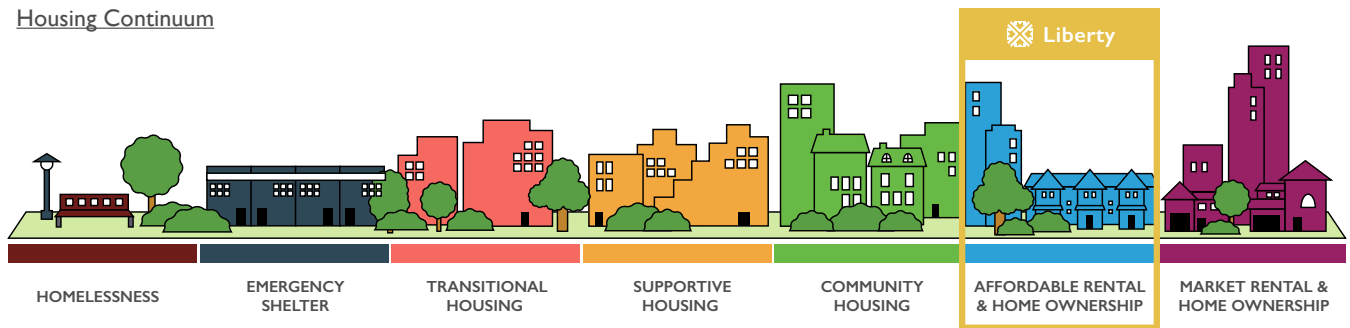 Housing Continuum
Liberty
HOMELESSNESS
EMERGENCY
SHELTER
TRANSITIONAL
HOUSING
SUPPORTIVE
HOUSING
COMMUNITY
HOUSING
AFFORDABLE RENTAL
& HOME OWNERSHIP
MARKET RENTAL &
HOME OWNERSHIP